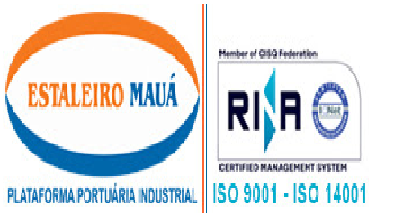 ESTALEIRO MAUÁ
PLATAFORMA PORTUÁRIA INDUSTRIAL
Member of CISQ Federation
RINA
CERTIFIED MANAGEMENT SYSTEM
ISO 9001 - ISO 14001